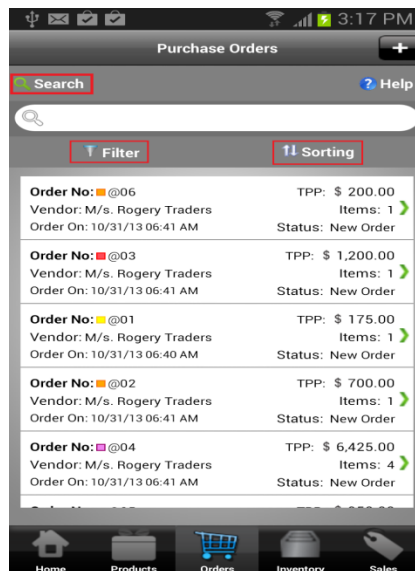 3:17 PM
Purchase Orders
+
Search
Help
Filter
Sorting
Order No: @06 TPP: $ 200.00
Vendor: M/s. Rogery Traders Items: 1
Order On: 10/31/13 06:41 AM Status: New Order
Order No: @03 TPP: $ 1,200.00
Vendor: M/s. Rogery Traders Items: 1
Order On: 10/31/13 06:41 AM Status: New Order
Order No: @01 TPP: $ 175.00
Vendor: M/s. Rogery Traders Items: 1
Order On: 10/31/13 06:40 AM Status: New Order
Order No: @02 TPP: $ 700.00
Vendor: M/s. Rogery Traders Items: 1
Order On: 10/31/13 06:41 AM Status: New Order
Order No: @04 TPP: $ 6,425.00
Vendor: M/s. Rogery Traders Items: 4
Order On: 10/31/13 06:41 AM Status: New Order
Home Products Orders Inventory Sales